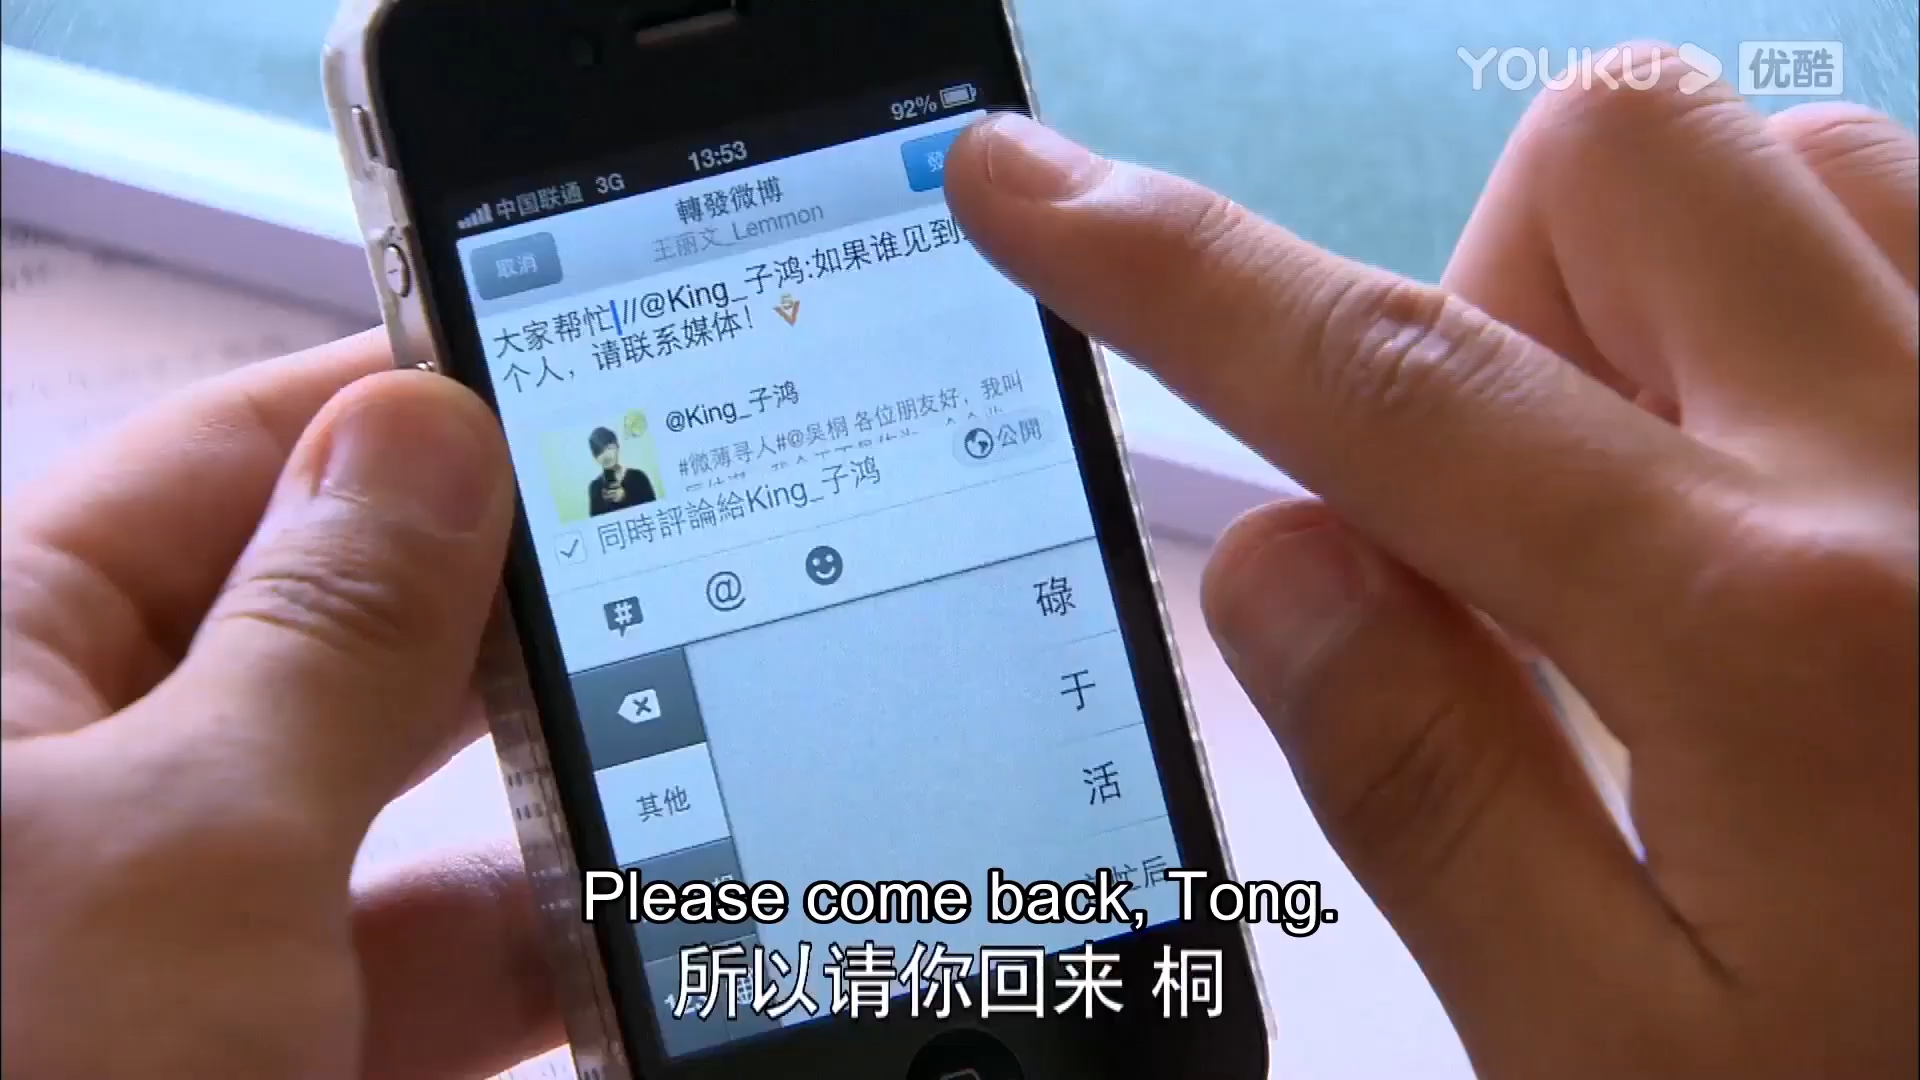 YOUKU 优酷
92%
13:53
中国联通 3G
轉發微博
王丽文_Lemmon
取消
發
大家帮忙//@King_子鸿:如果谁见到
个人，请联系媒体！
@King_子鸿
#微薄寻人#@吴桐 各位朋友好，我叫
公開
同時評論給King_子鸿
#
@
碌
于
活
忙后
其他
Please come back, Tong.
所以请你回来 桐